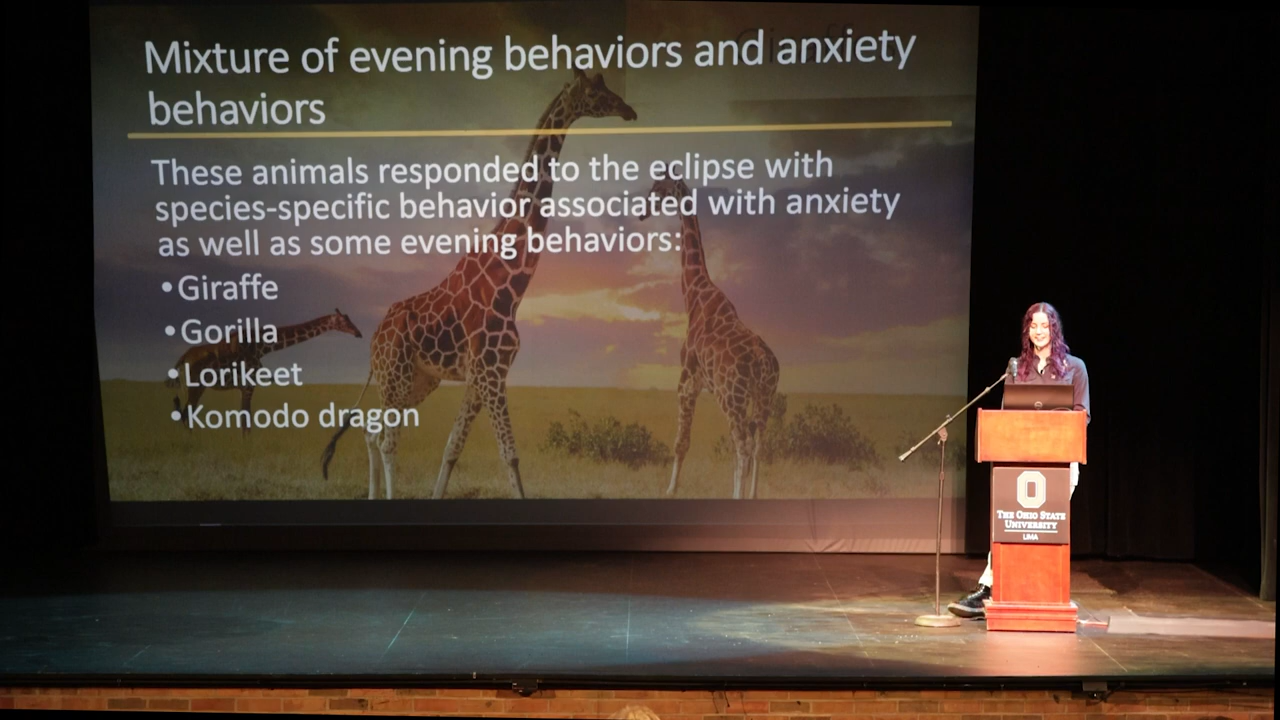 Mixture of evening behaviors and anxiety
behaviors
These animals responded to the eclipse with
species-specific behavior associated with anxiety
as well as some evening behaviors:
•Giraffe
•Gorilla
•Lorikeet
•Komodo dragon
O
THE OHIO STATE
UNIVERSITY
LIMA